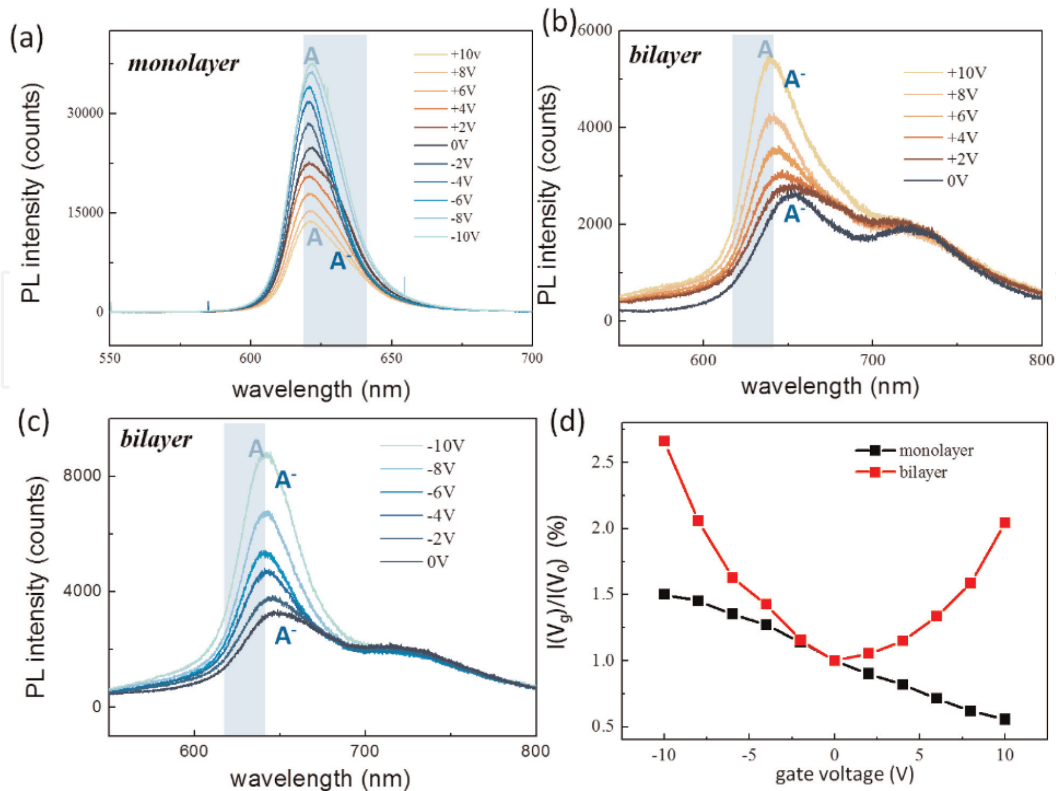 (a)
monolayer
PL intensity (counts)
30000
15000
0
550
600
650
700
wavelength (nm)
A
A
A-
+10v
+8V
+6V
+4V
+2V
0V
-2V
-4V
-6V
-8V
-10V
(b)
bilayer
PL intensity (counts)
6000
4000
2000
0
600
700
800
wavelength (nm)
A
A-
A-
+10V
+8V
+6V
+4V
+2V
0V
(c)
bilayer
PL intensity (counts)
8000
4000
0
600
700
800
wavelength (nm)
A
A-
A-
-10V
-8V
-6V
-4V
-2V
0V
(d)
I(Vg)/I(V0) (%)
2.5
2.0
1.5
1.0
0.5
-10
-5
0
5
10
gate voltage (V)
monolayer
bilayer